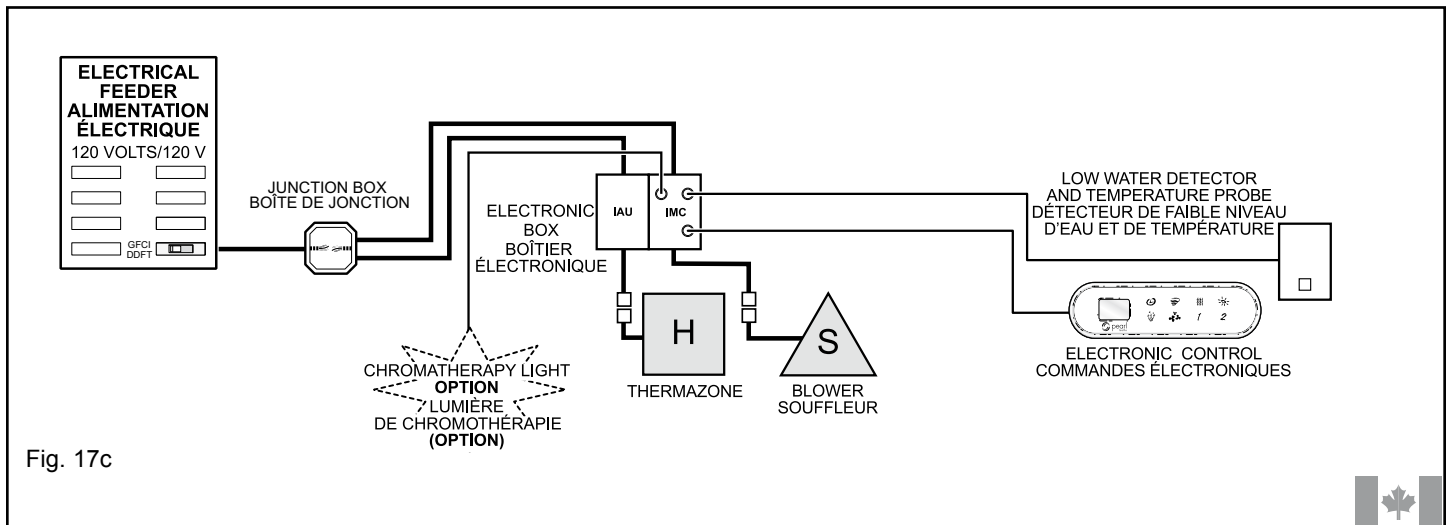 ELECTRICAL
FEEDER
ALIMENTATION
ÉLECTRIQUE
120 VOLTS/120 V
GFCI
DDFT
JUNCTION BOX
BOÎTE DE JONCTION
ELECTRONIC
BOX
BOÎTIER
ÉLECTRONIQUE
IAU
IMC
LOW WATER DETECTOR
AND TEMPERATURE PROBE
DÉTECTEUR DE FAIBLE NIVEAU
D'EAU ET DE TEMPÉRATURE
pearl
1
2
ELECTRONIC CONTROL
COMMANDES ÉLECTRONIQUES
H
THERMAZONE
S
BLOWER
SOUFFLEUR
CHROMATHERAPY LIGHT
OPTION
LUMIÈRE
DE CHROMOTHÉRAPIE
(OPTION)
Fig. 17c